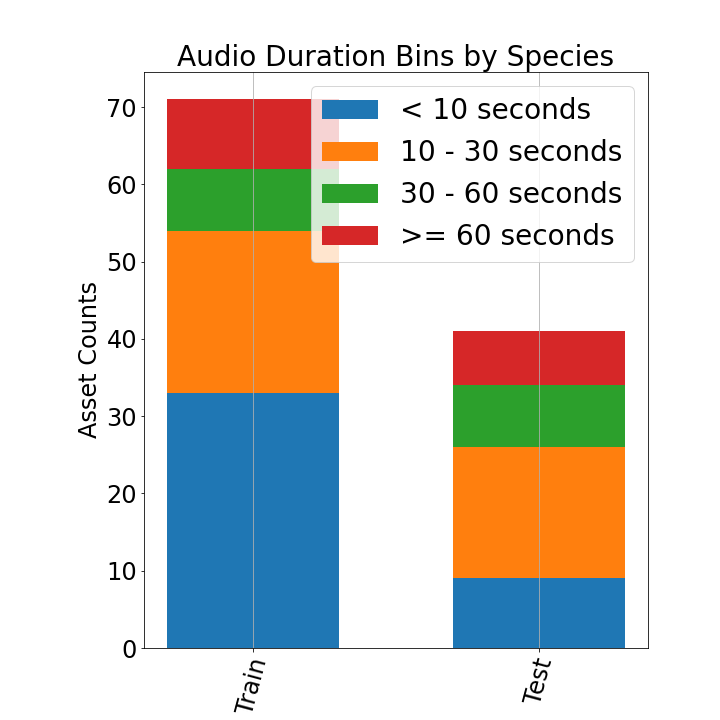 Audio Duration Bins by Species
< 10 seconds
10 - 30 seconds
30 - 60 seconds
>= 60 seconds
Asset Counts
70
60
50
40
30
20
10
0
Train
Test